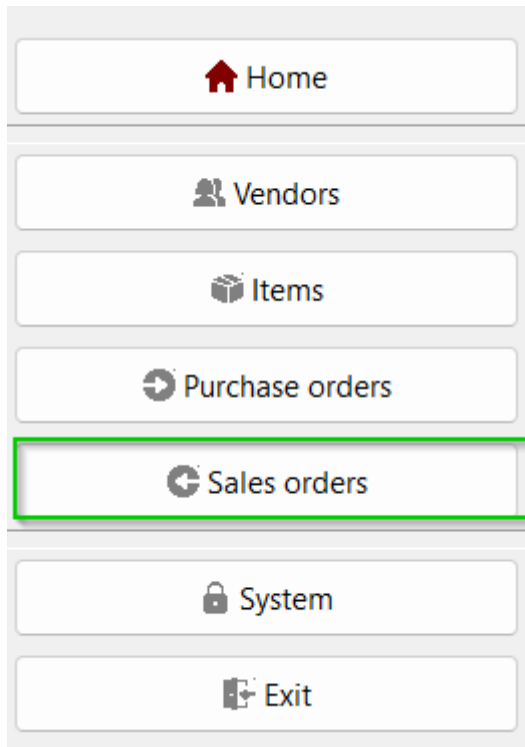 Home
Vendors
Items
Purchase orders
Sales orders
System
Exit